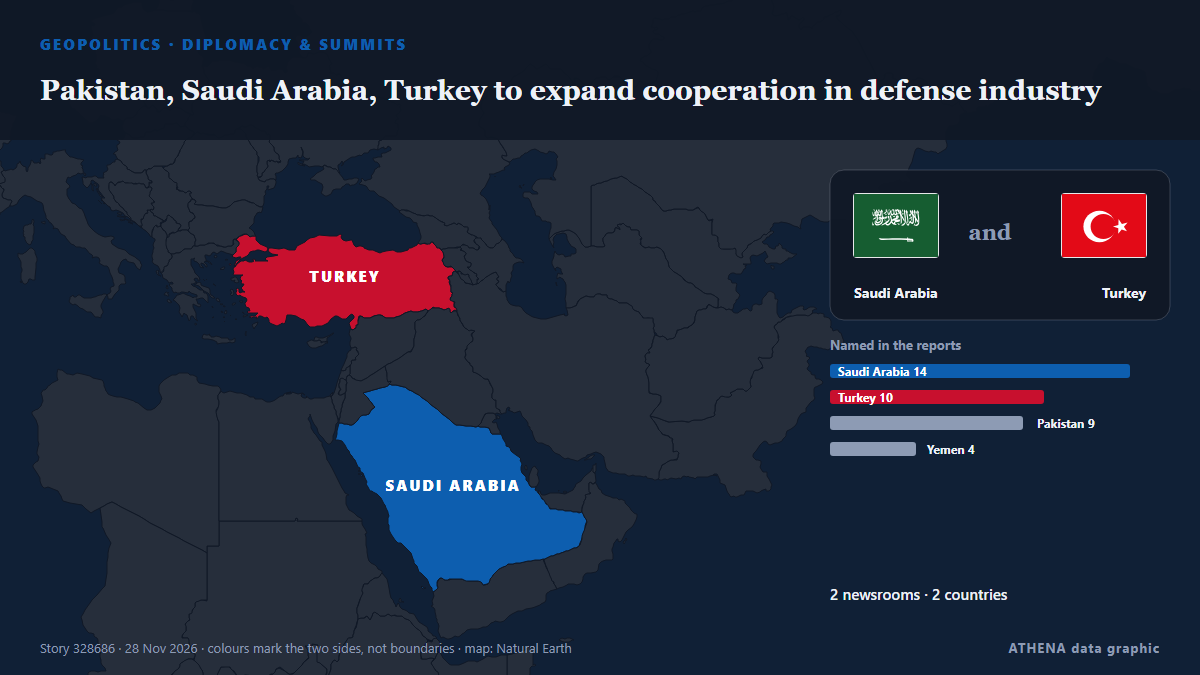 GEOPOLITICS · DIPLOMACY & SUMMITS
Pakistan, Saudi Arabia, Turkey to expand cooperation in defense industry
and
Saudi Arabia
Turkey
Named in the reports
Saudi Arabia 14
Turkey 10
Pakistan 9
Yemen 4
TURKEY
SAUDI ARABIA
2 newsrooms · 2 countries
Story 328686 · 28 Nov 2026 · colours mark the two sides, not boundaries · map: Natural Earth
ATHENA data graphic